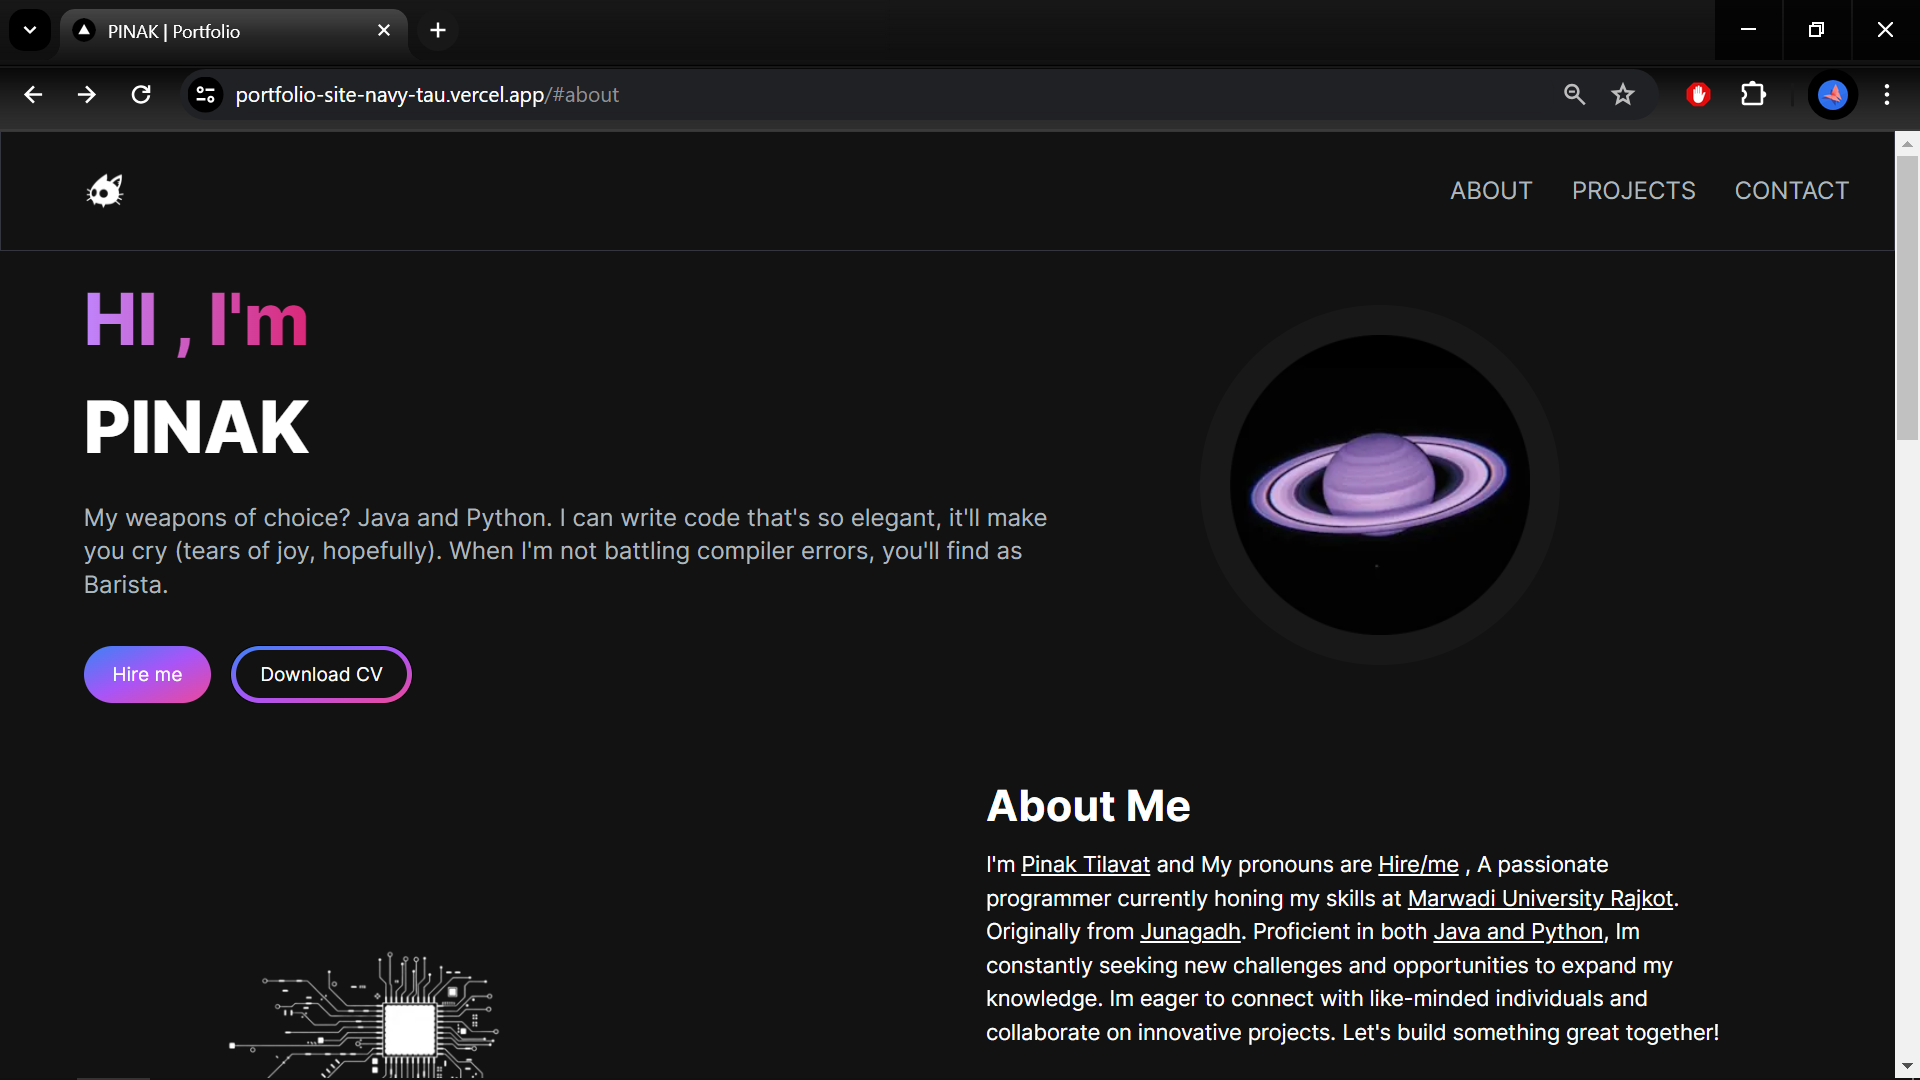 PINAK | Portfolio
portfolio-site-navy-tau.vercel.app/#about
ABOUT PROJECTS CONTACT
HI , I'm
PINAK
My weapons of choice? Java and Python. I can write code that's so elegant, it'll make
you cry (tears of joy, hopefully). When I'm not battling compiler errors, you'll find as
Barista.
Hire me Download CV
About Me
I'm Pinak Tilavat and My pronouns are Hire/me , A passionate
programmer currently honing my skills at Marwadi University Rajkot.
Originally from Junagadh. Proficient in both Java and Python, Im
constantly seeking new challenges and opportunities to expand my
knowledge. Im eager to connect with like-minded individuals and
collaborate on innovative projects. Let's build something great together!